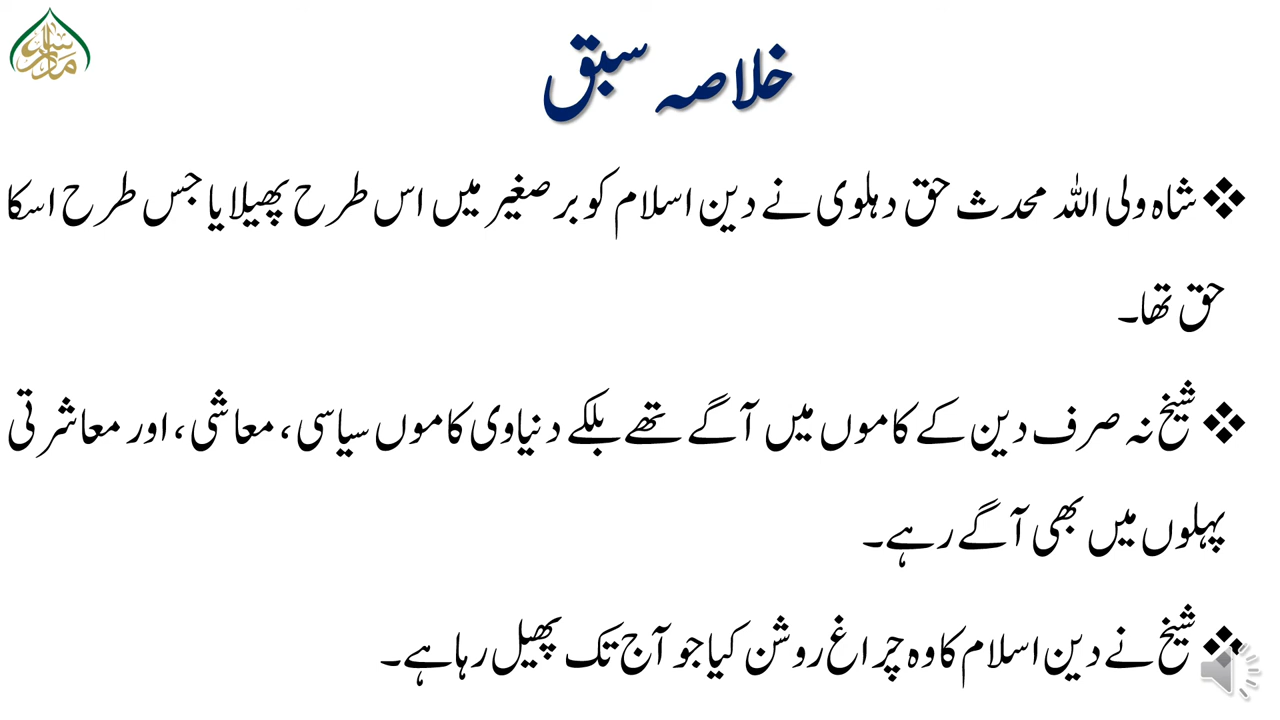 خلاصہ سبق
شاہ ولی اللہ محدث حق دہلوی نے دین اسلام کو بر صغیر میں اس طرح پھیلایا جس طرح اسکا
حق تھا۔
شیخ نہ صرف دین کے کاموں میں آگے تھے بلکے دنیاوی کاموں سیاسی، معاشی، اور معاشرتی
پہلوں میں بھی آگے رہے۔
شیخ نے دین اسلام کا وہ چراغ روشن کیا جو آج تک پھیل رہا ہے۔